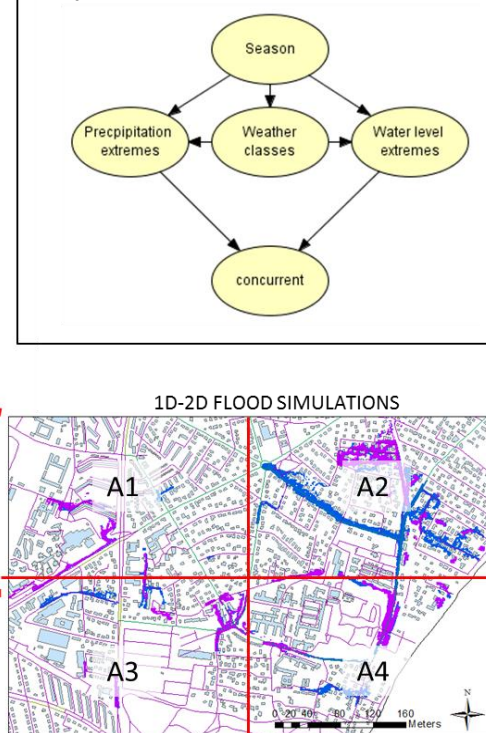 Season
Precpipitation
extremes
Weather
classes
Water level
extremes
concurrent
1D-2D FLOOD SIMULATIONS
A1
A2
A3
A4
N
0 20 40 80 120 160
Meters